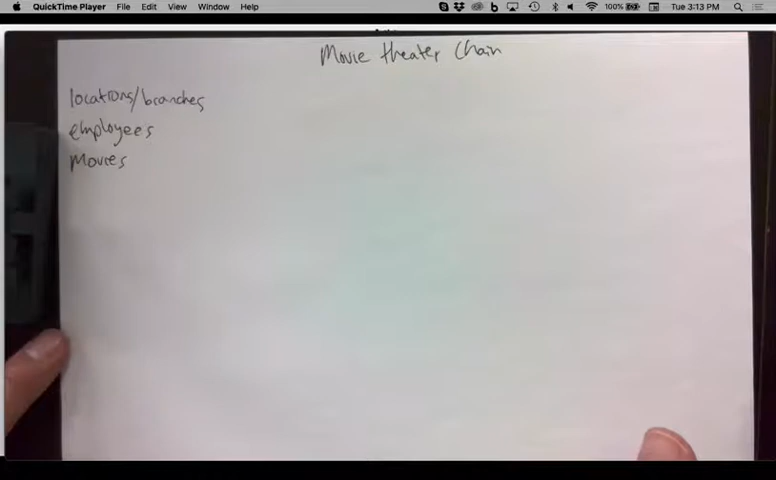 QuickTime Player File Edit View Window Help 100% Tue 3:13 PM
Movie theater Chain
locations/branches
employees
Movies